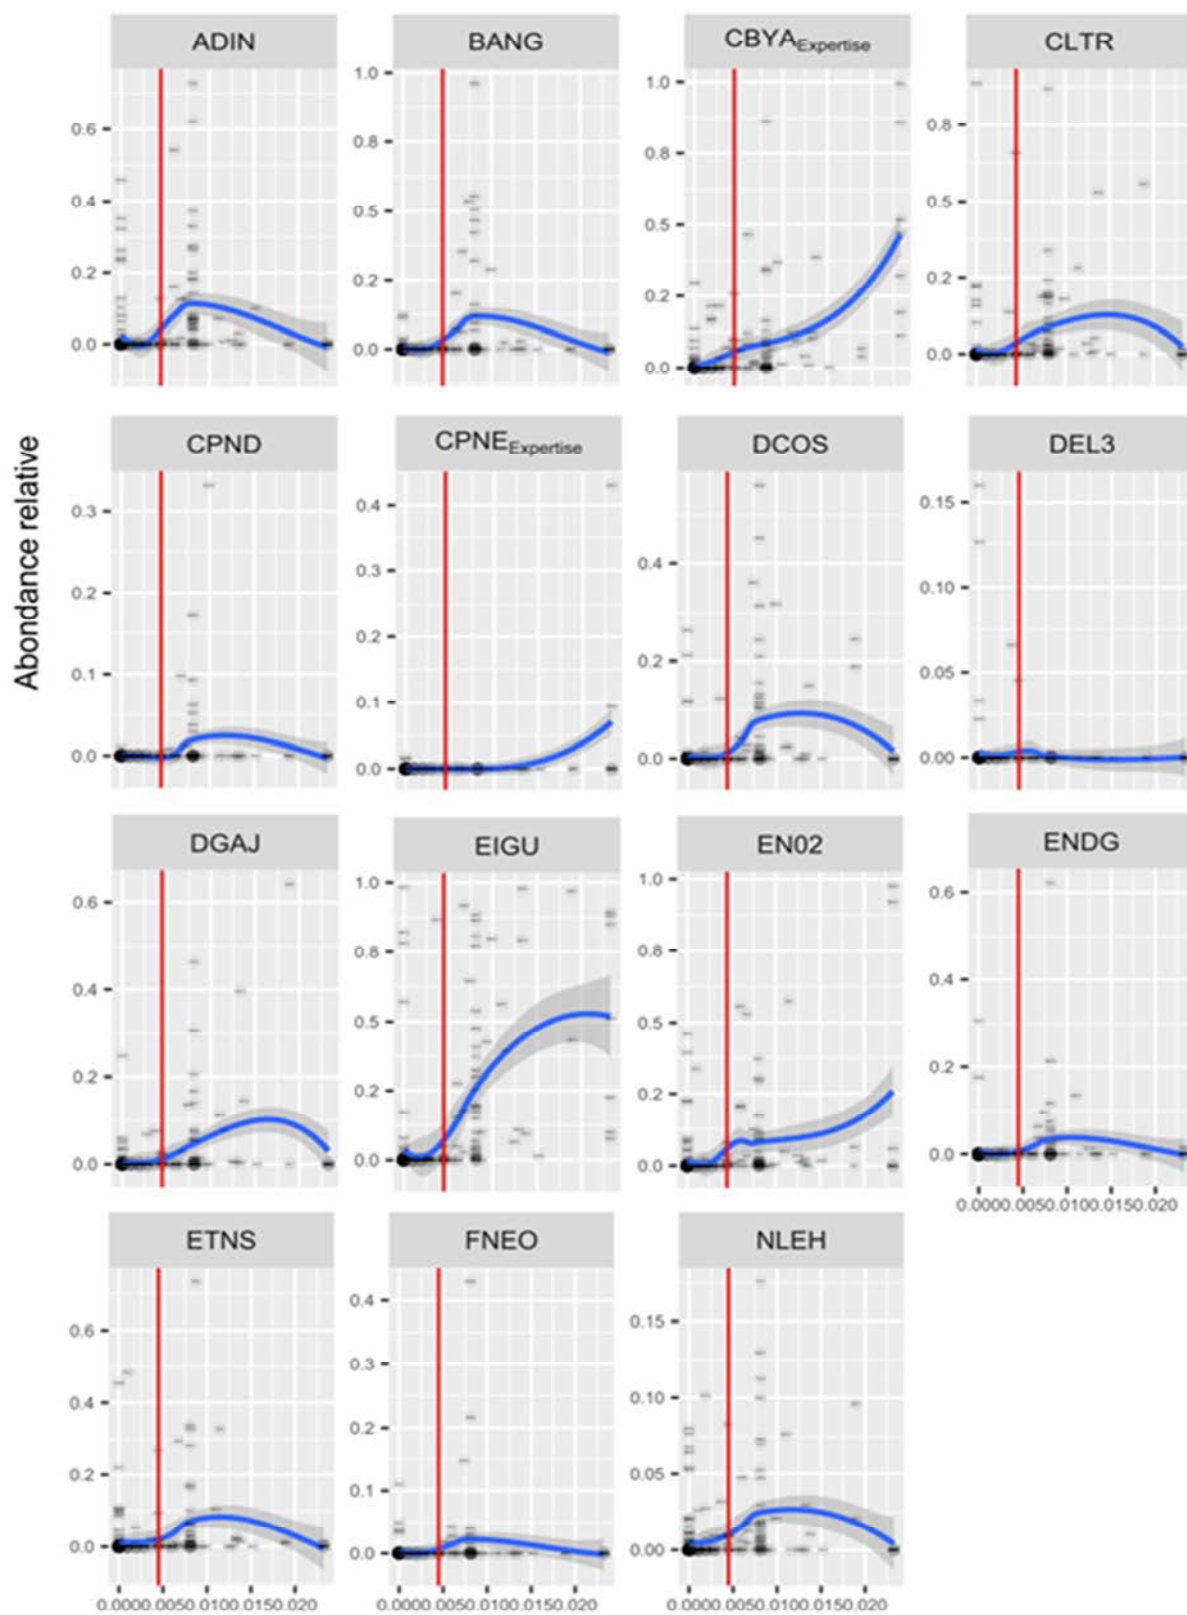 ADIN BANG CBYA Expertise CLTR
0.6 0.4 0.2 0.0
1.0 0.8 0.5 0.2 0.0
1.0 0.8 0.5 0.2 0.0
0.8 0.5 0.2 0.0
Abondance relative
CPND CPNE Expertise DCOS DEL3
0.3 0.2 0.1 0.0
0.4 0.3 0.2 0.1 0.0
0.4 0.2 0.0
0.15 0.10 0.05 0.00
DGAJ EIGU EN02 ENDG
0.6 0.4 0.2 0.0
1.0 0.8 0.5 0.2 0.0
1.0 0.8 0.5 0.2 0.0
0.6 0.4 0.2 0.0
0.0000.0050.0100.0150.020
ETNS FNEO NLEH
0.6 0.4 0.2 0.0
0.4 0.3 0.2 0.1 0.0
0.15 0.10 0.05 0.00
0.0000.0050.0100.0150.020 0.0000.0050.0100.0150.020 0.0000.0050.0100.0150.020